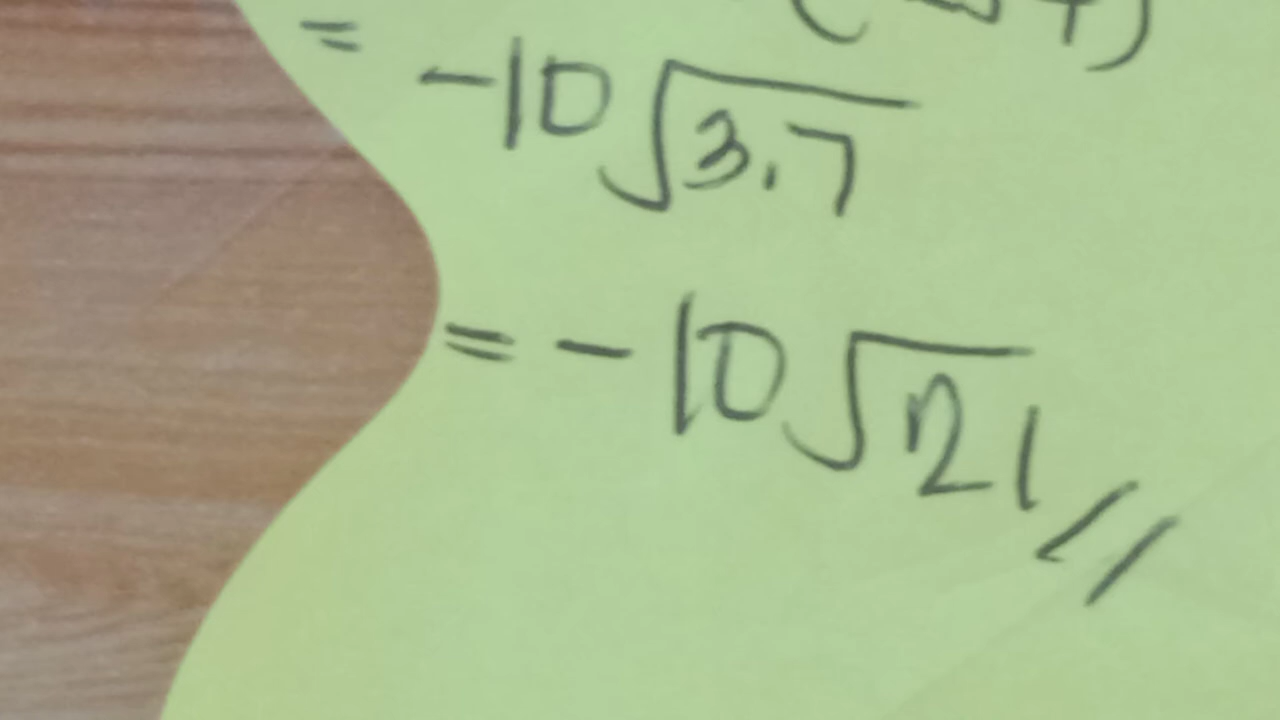 = -10√3.7
= -10√21 //